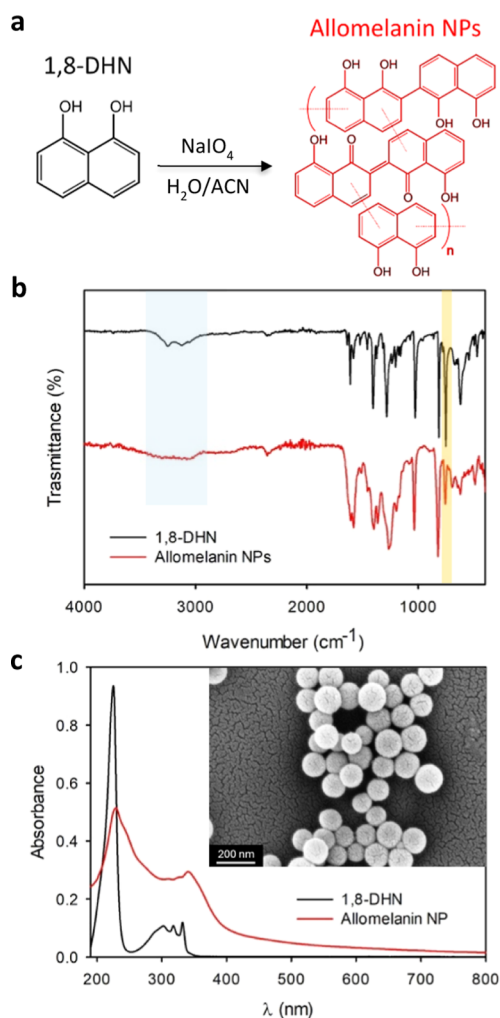 a
Allomelanin NPs
1,8-DHN
OH OH
NaIO4
H2O/ACN
OH
OH OH
OH OH
OH
O
O
OH
n
OH OH
b
Trasmittance (%)
1,8-DHN
Allomelanin NPs
4000 3000 2000 1000
Wavenumber (cm-1)
c
Absorbance
1.0
0.8
0.6
0.4
0.2
0.0
200 nm
1,8-DHN
Allomelanin NP
200 300 400 500 600 700 800
λ (nm)